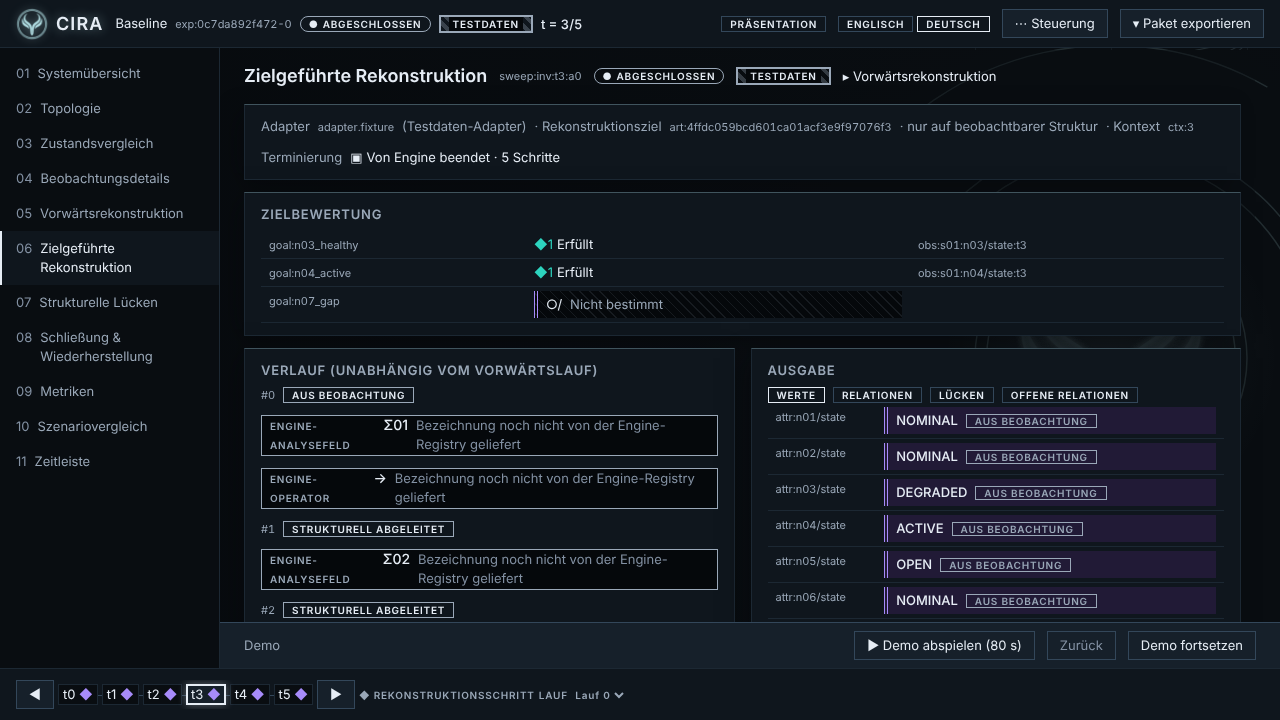 CIRA Baseline exp:0c7da892f472-0 ● ABGESCHLOSSEN TESTDATEN t = 3/5 PRÄSENTATION ENGLISCH DEUTSCH ··· Steuerung ▾ Paket exportieren
01 Systemübersicht
02 Topologie
03 Zustandsvergleich
04 Beobachtungsdetails
05 Vorwärtsrekonstruktion
06 Zielgeführte
Rekonstruktion
07 Strukturelle Lücken
08 Schließung &
Wiederherstellung
09 Metriken
10 Szenariovergleich
11 Zeitleiste
Zielgeführte Rekonstruktion sweep:inv:t3:a0 ● ABGESCHLOSSEN TESTDATEN ▸ Vorwärtsrekonstruktion
Adapter adapter.fixture (Testdaten-Adapter) · Rekonstruktionsziel art:4ffdc059bcd601ca01acf3e9f97076f3 · nur auf beobachtbarer Struktur · Kontext ctx:3
Terminierung ▣ Von Engine beendet · 5 Schritte
ZIELBEWERTUNG
goal:n03_healthy ◆1 Erfüllt obs:s01:n03/state:t3
goal:n04_active ◆1 Erfüllt obs:s01:n04/state:t3
goal:n07_gap ○/ Nicht bestimmt
VERLAUF (UNABHÄNGIG VOM VORWÄRTSLAUF)
#0 AUS BEOBACHTUNG
ENGINE-ANALYSEFELD Σ01 Bezeichnung noch nicht von der Engine-
Registry geliefert
ENGINE-OPERATOR → Bezeichnung noch nicht von der Engine-Registry
geliefert
#1 STRUKTURELL ABGELEITET
ENGINE-ANALYSEFELD Σ02 Bezeichnung noch nicht von der Engine-
Registry geliefert
#2 STRUKTURELL ABGELEITET
AUSGABE
WERTE RELATIONEN LÜCKEN OFFENE RELATIONEN
attr:n01/state NOMINAL AUS BEOBACHTUNG
attr:n02/state NOMINAL AUS BEOBACHTUNG
attr:n03/state DEGRADED AUS BEOBACHTUNG
attr:n04/state ACTIVE AUS BEOBACHTUNG
attr:n05/state OPEN AUS BEOBACHTUNG
attr:n06/state NOMINAL AUS BEOBACHTUNG
Demo ▶ Demo abspielen (80 s) Zurück Demo fortsetzen
◀ t0 ◆ t1 ◆ t2 ◆ t3 ◆ t4 ◆ t5 ◆ ▶ ◆ REKONSTRUKTIONSSCHRITT LAUF Lauf 0